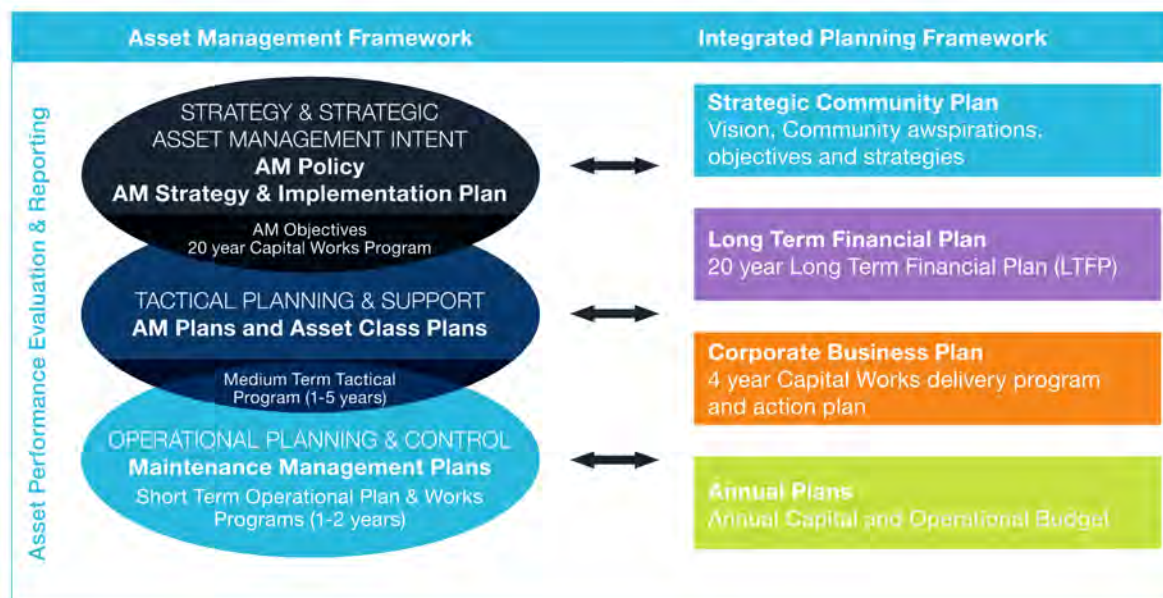 Asset Management Framework
Integrated Planning Framework
Asset Performance Evaluation & Reporting
STRATEGY & STRATEGIC
ASSET MANAGEMENT INTENT
AM Policy
AM Strategy & Implementation Plan
AM Objectives
20 year Capital Works Program
TACTICAL PLANNING & SUPPORT
AM Plans and Asset Class Plans
Medium Term Tactical
Program (1-5 years)
OPERATIONAL PLANNING & CONTROL
Maintenance Management Plans
Short Term Operational Plan & Works
Programs (1-2 years)
Strategic Community Plan
Vision, Community awspirations,
objectives and strategies
Long Term Financial Plan
20 year Long Term Financial Plan (LTFP)
Corporate Business Plan
4 year Capital Works delivery program
and action plan
Annual Plans
Annual Capital and Operational Budget